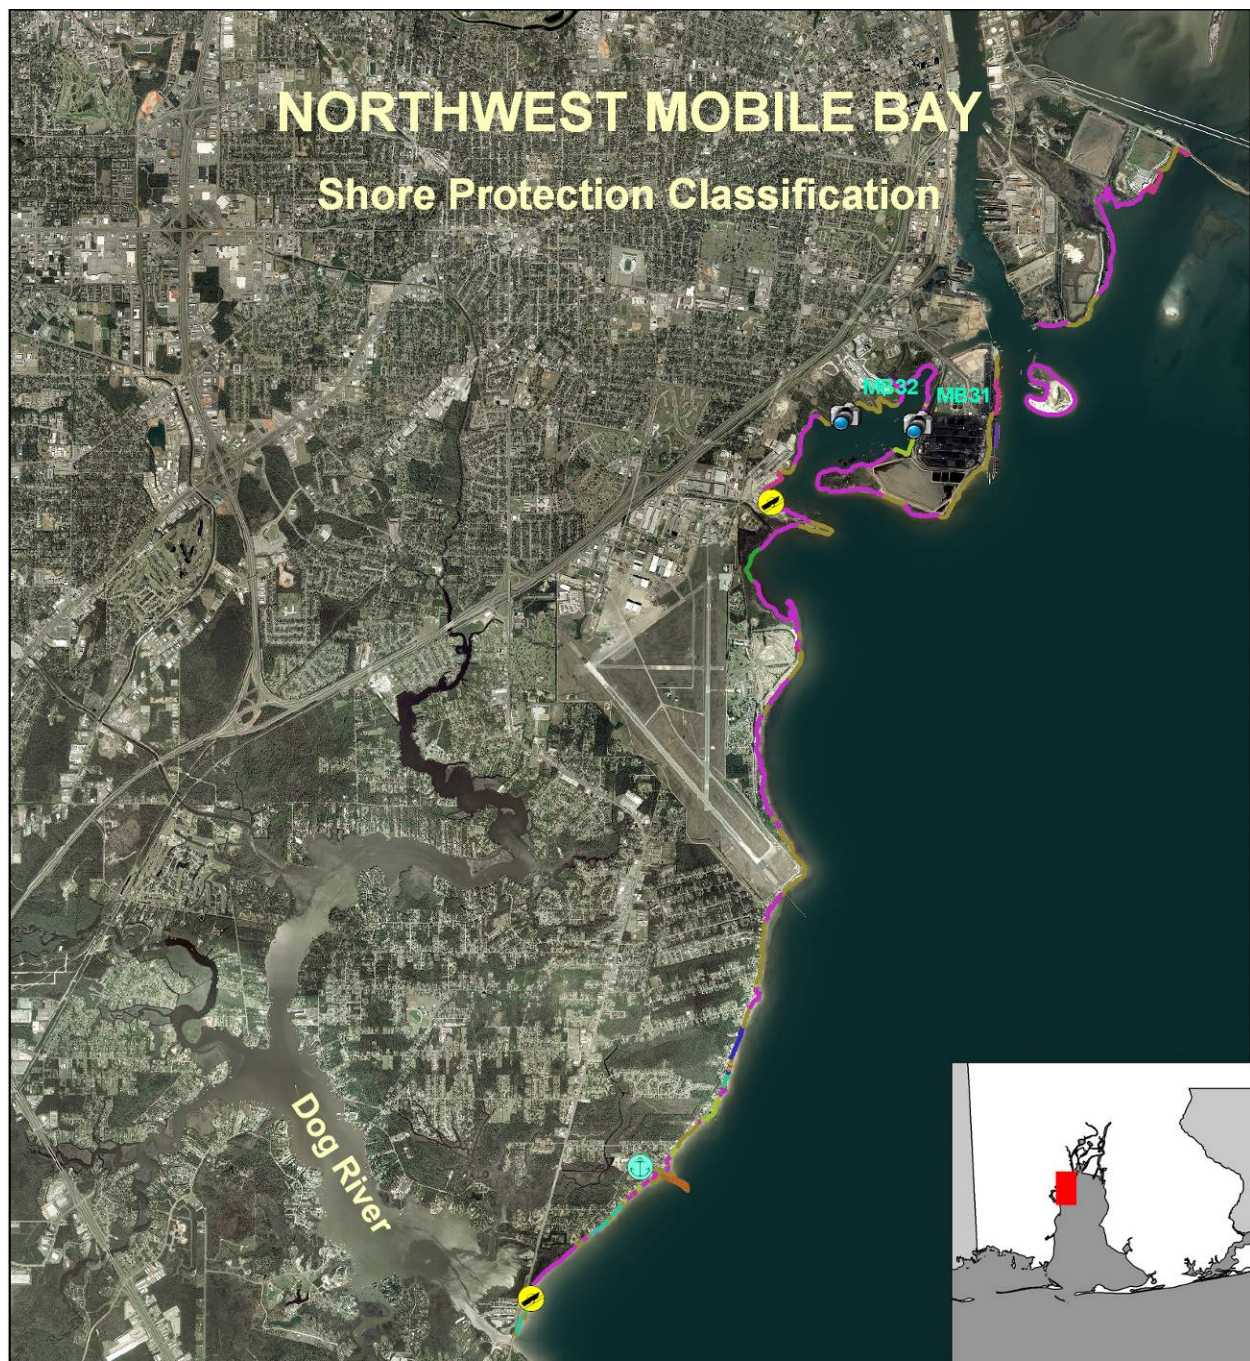 NORTHWEST MOBILE BAY
Shore Protection Classification
MB32
MB31
Dog River